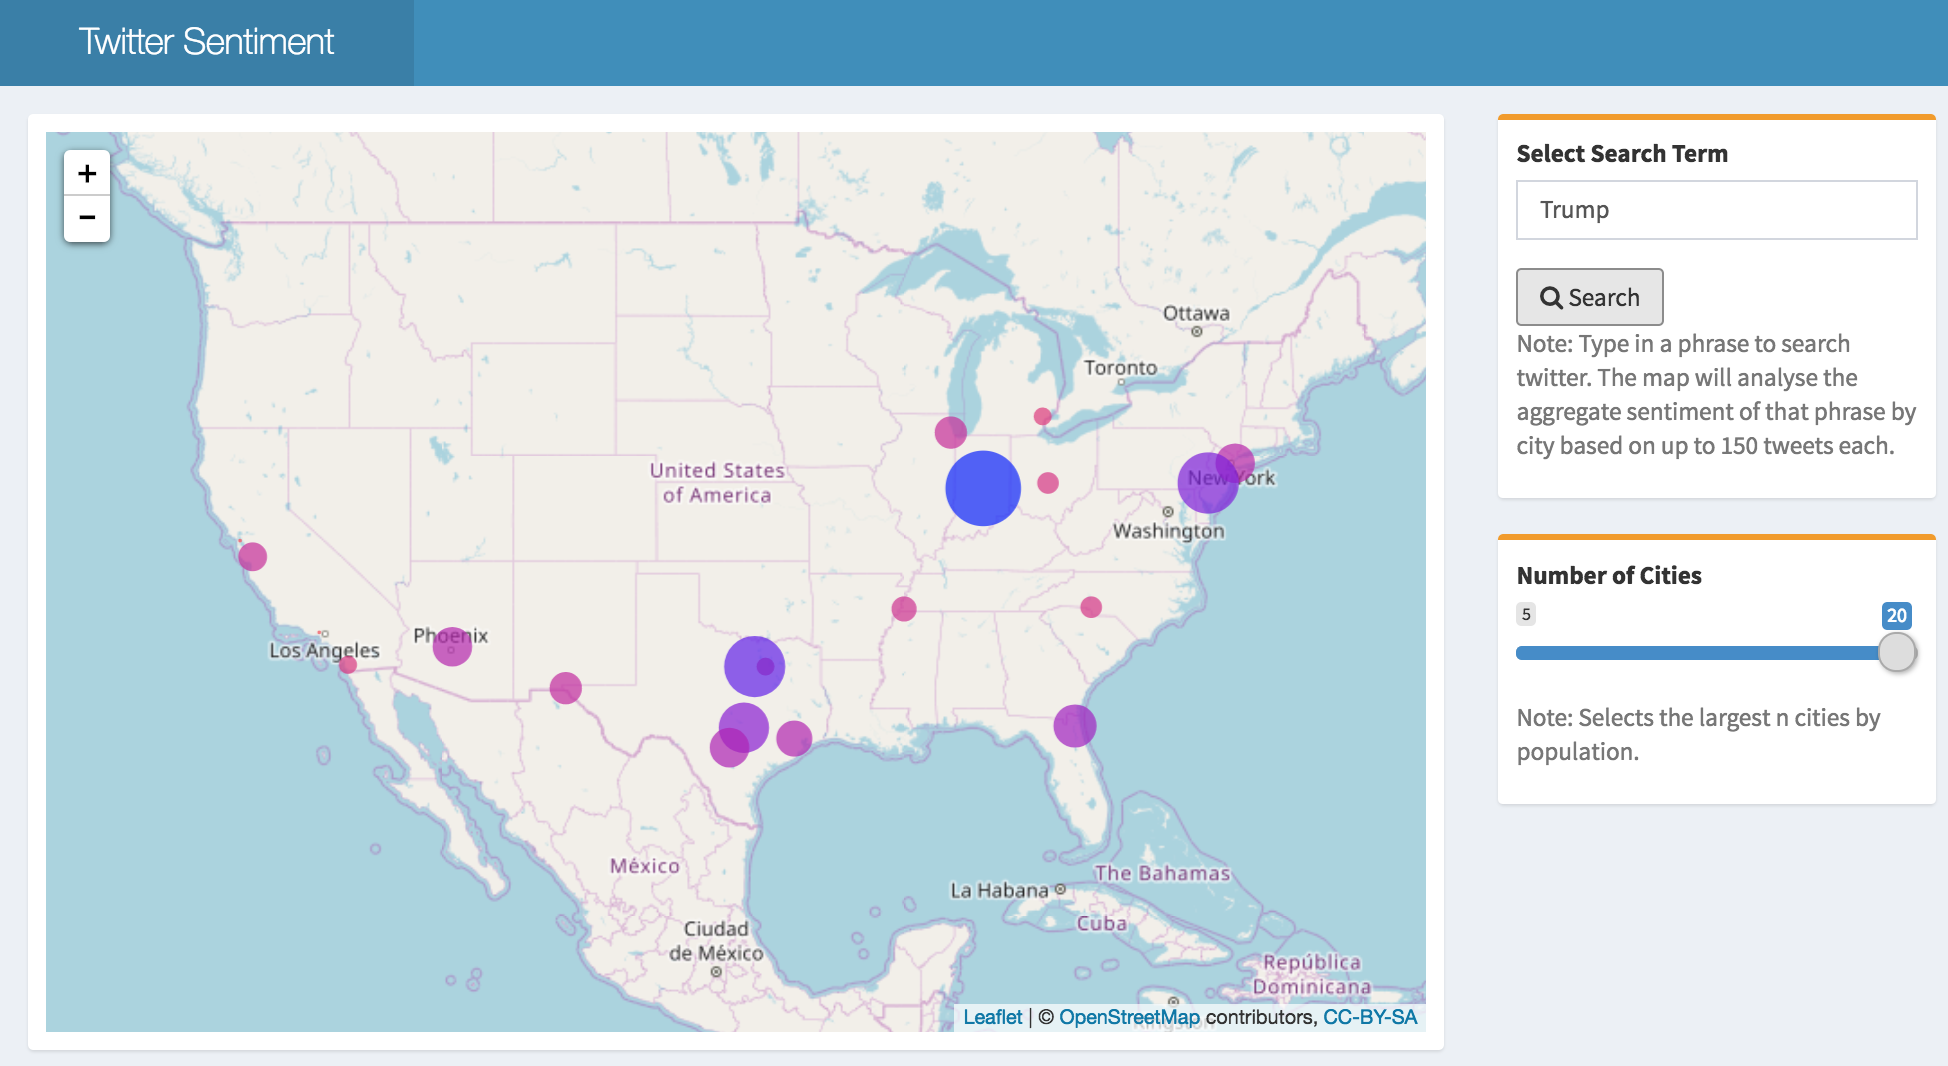 Twitter Sentiment
+
−
Ottawa
Toronto
United States
of America
New York
Washington
Phoenix
Los Angeles
México
La Habana
The Bahamas
Cuba
Ciudad
de México
República
Dominicana
Kingston
Leaflet | © OpenStreetMap contributors, CC-BY-SA
Select Search Term
Trump
Search
Note: Type in a phrase to search
twitter. The map will analyse the
aggregate sentiment of that phrase by
city based on up to 150 tweets each.
Number of Cities
5
20
Note: Selects the largest n cities by
population.